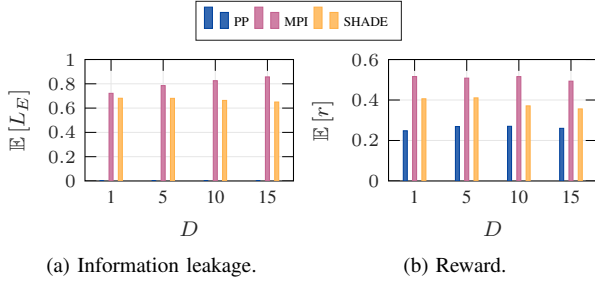 PP MPI SHADE
1
0.8
0.6
0.4
0.2
0
𝔼 [L_E]
1 5 10 15
D
(a) Information leakage.
0.6
0.4
0.2
0
𝔼 [r]
1 5 10 15
D
(b) Reward.